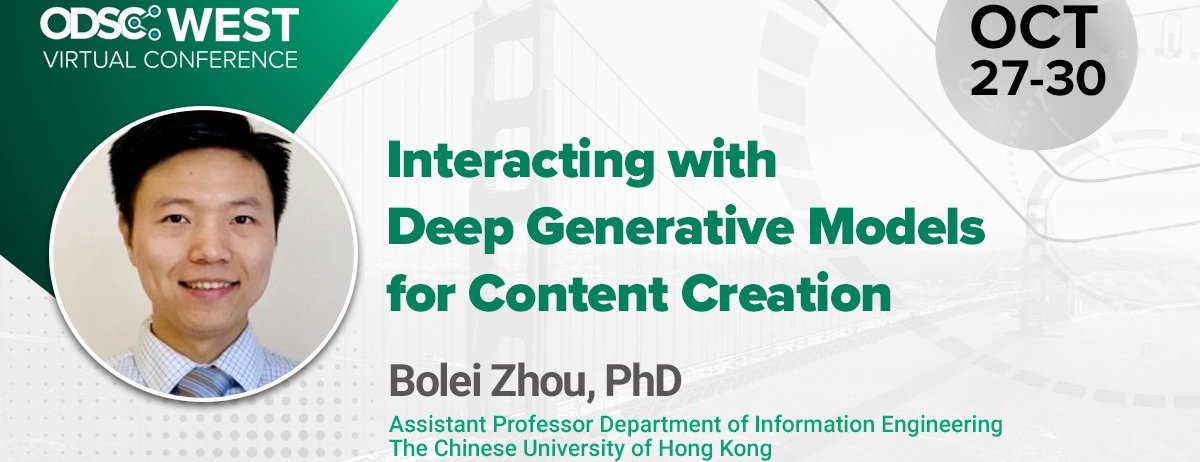 ODSC WEST
VIRTUAL CONFERENCE
OCT
27-30
Interacting with
Deep Generative Models
for Content Creation
Bolei Zhou, PhD
Assistant Professor Department of Information Engineering
The Chinese University of Hong Kong